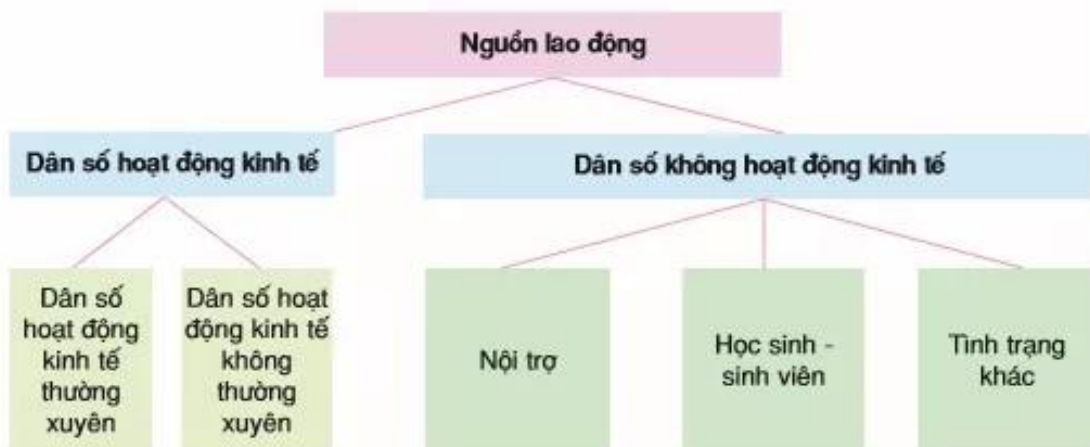 Nguồn lao động
Dân số hoạt động kinh tế
Dân số không hoạt động kinh tế
Dân số
hoạt động
kinh tế
thường
xuyên
Dân số hoạt
động kinh tế
không
thường
xuyên
Nội trợ
Học sinh -
sinh viên
Tình trạng
khác